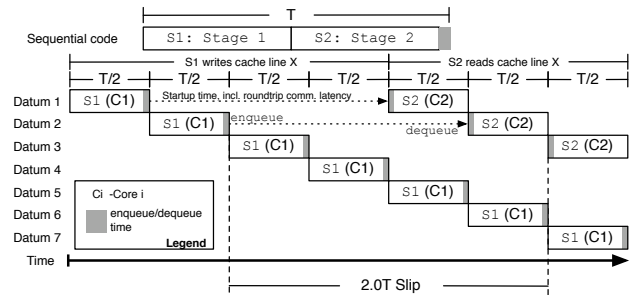 T
Sequential code S1: Stage 1 S2: Stage 2
S1 writes cache line X S2 reads cache line X
T/2 T/2 T/2 T/2 T/2 T/2 T/2
Datum 1 S1 (C1) Startup time, incl. roundtrip comm. latency S2 (C2)
Datum 2 S1 (C1) enqueue dequeue S2 (C2)
Datum 3 S1 (C1) S2 (C2)
Datum 4 S1 (C1)
Datum 5 S1 (C1)
Datum 6 S1 (C1)
Datum 7 S1 (C1)
Ci -Core i
enqueue/dequeue
time
Legend
Time
2.0T Slip